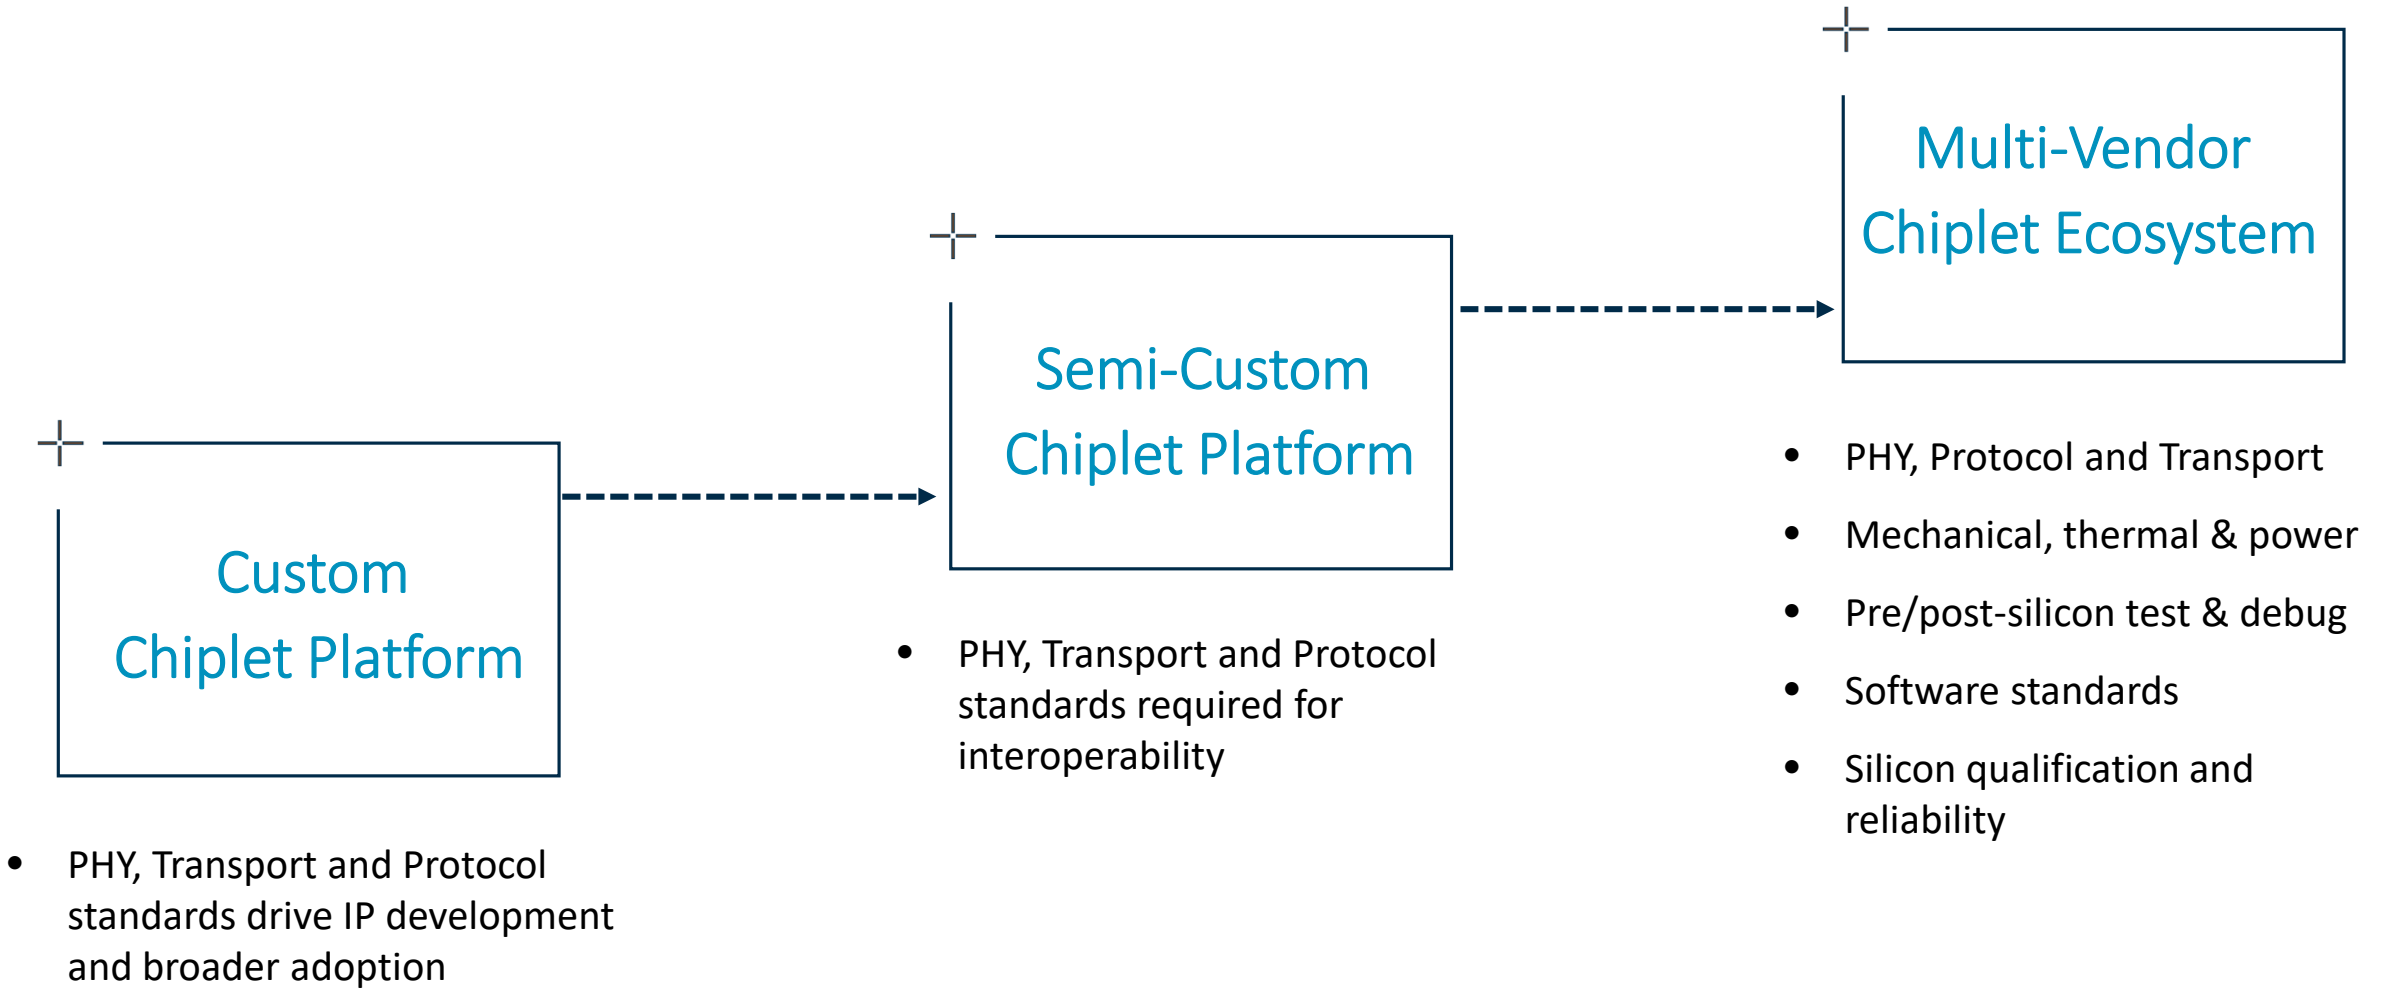 Custom
Chiplet Platform
• PHY, Transport and Protocol
standards drive IP development
and broader adoption
Semi-Custom
Chiplet Platform
• PHY, Transport and Protocol
standards required for
interoperability
Multi-Vendor
Chiplet Ecosystem
• PHY, Protocol and Transport
• Mechanical, thermal & power
• Pre/post-silicon test & debug
• Software standards
• Silicon qualification and
reliability